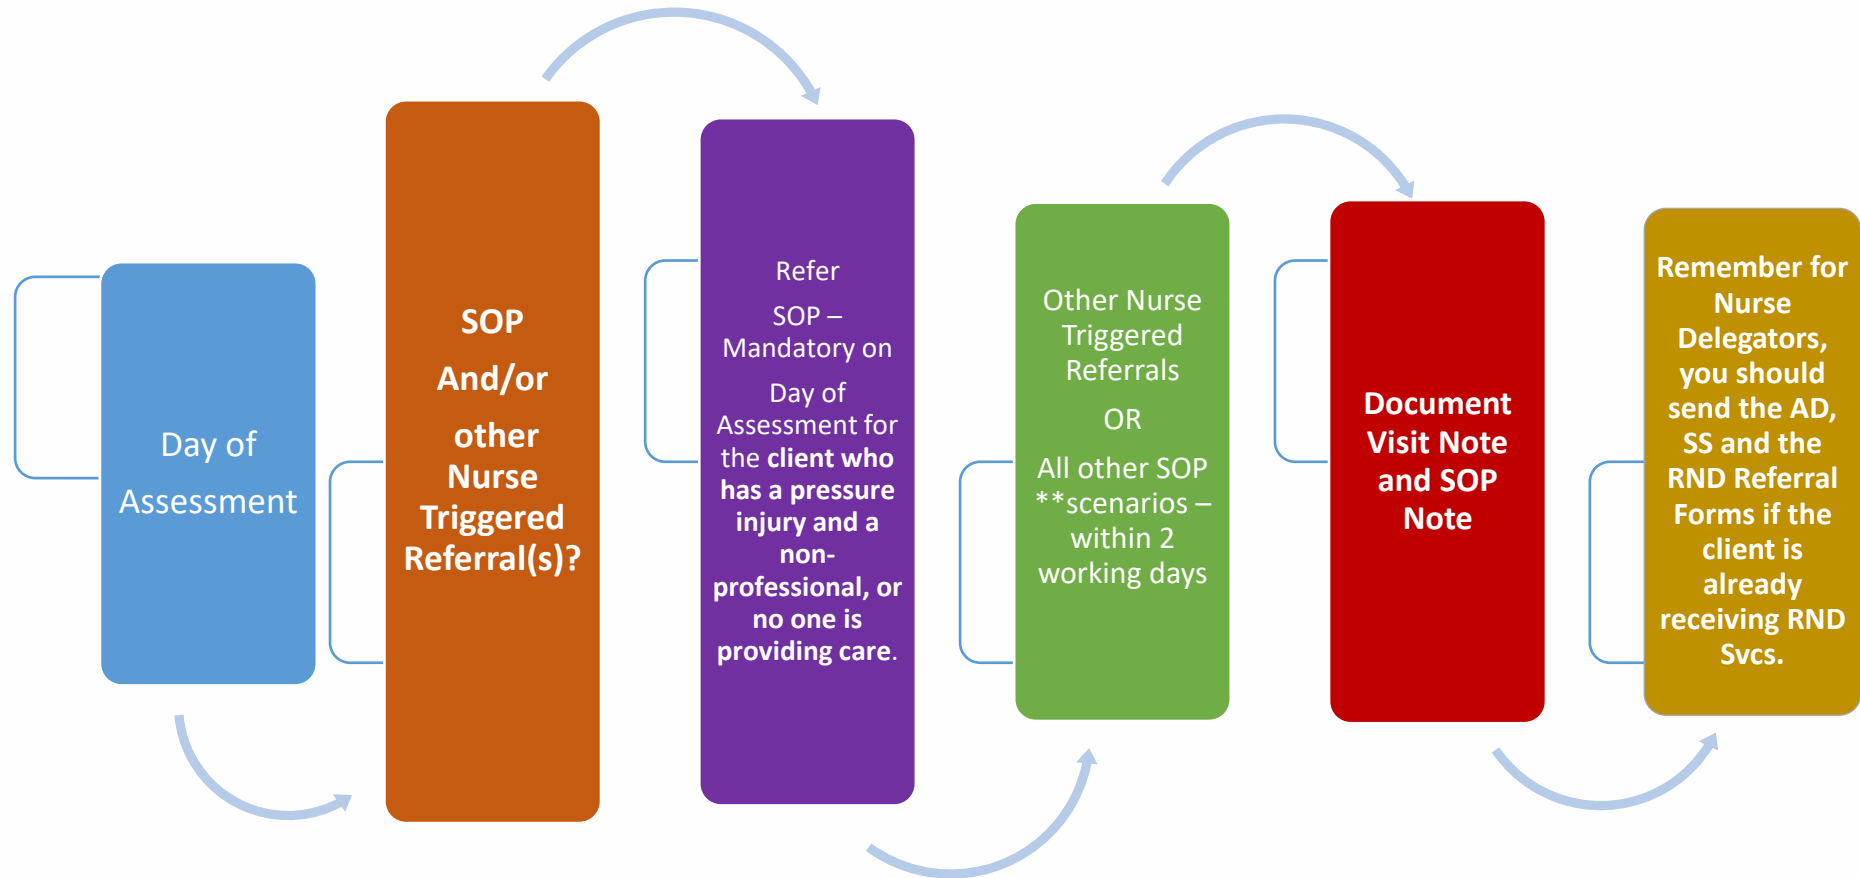 Day of
Assessment
SOP
And/or
other
Nurse
Triggered
Referral(s)?
Refer
SOP –
Mandatory on
Day of
Assessment for
the client who
has a pressure
injury and a
non-
professional, or
no one is
providing care.
Other Nurse
Triggered
Referrals
OR
All other SOP
**scenarios –
within 2
working days
Document
Visit Note
and SOP
Note
Remember for
Nurse
Delegators,
you should
send the AD,
SS and the
RND Referral
Forms if the
client is
already
receiving RND
Svcs.